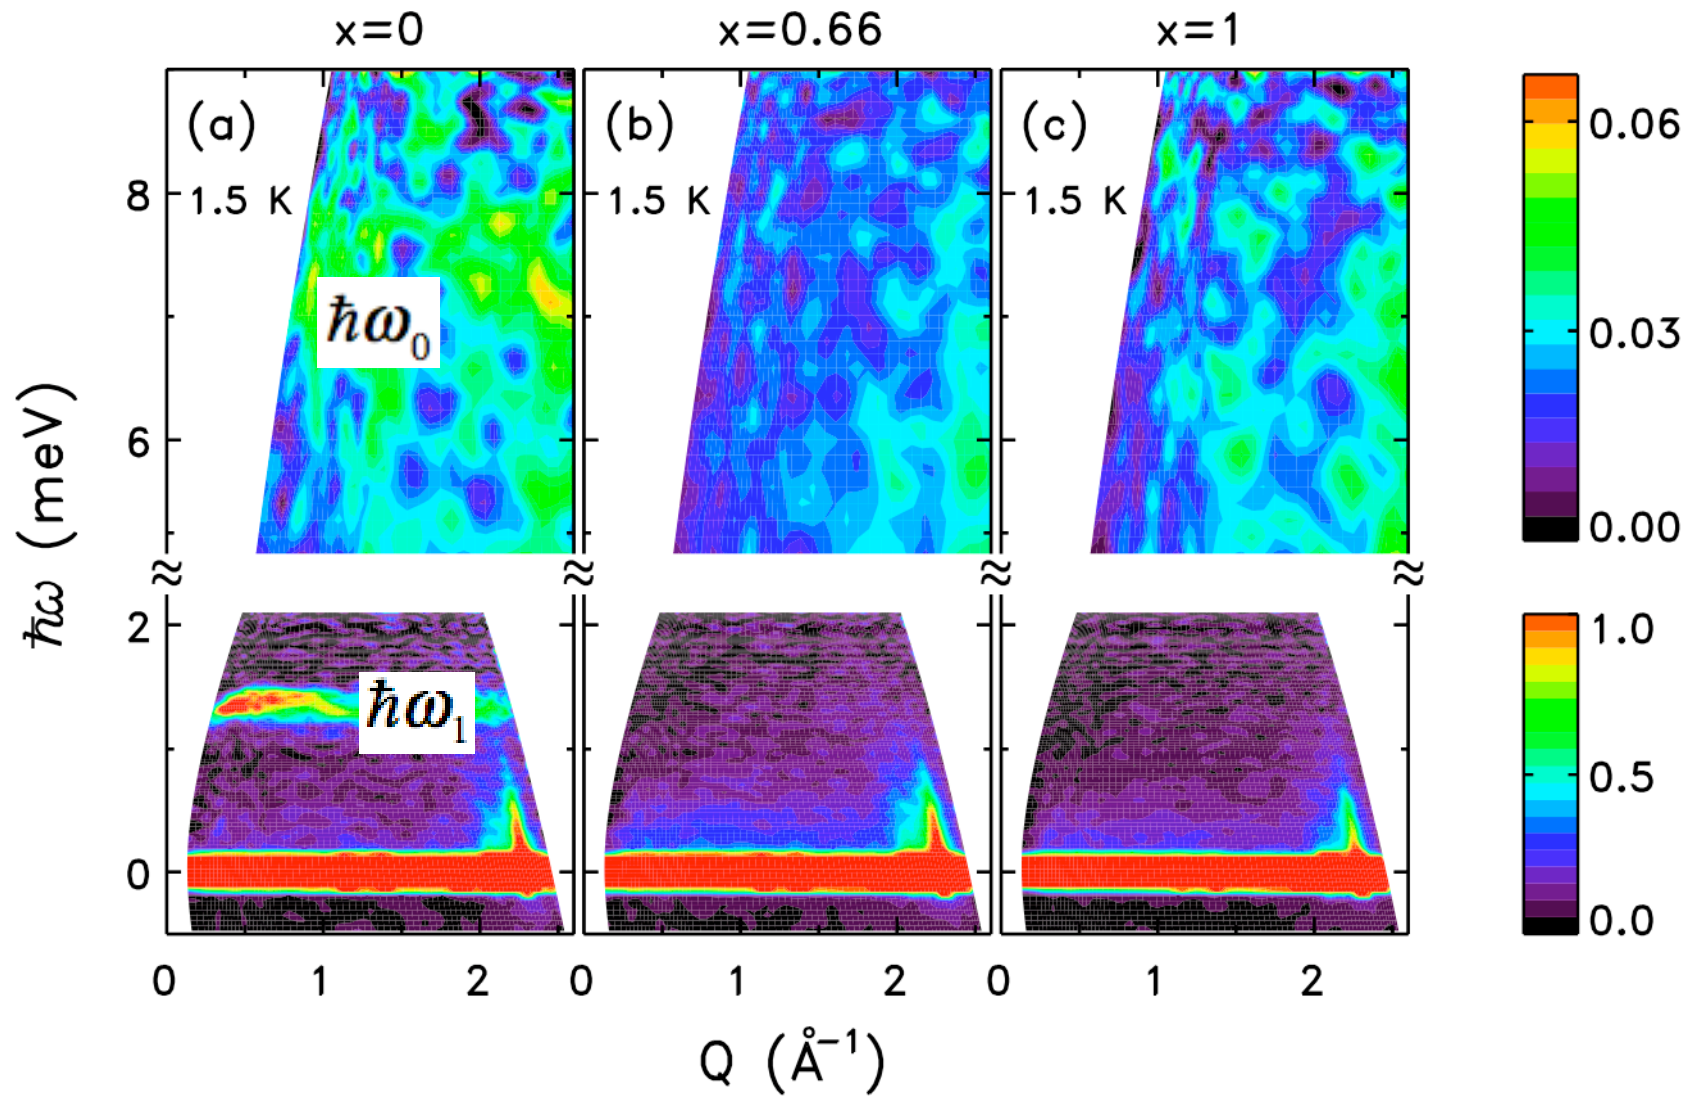 x=0 x=0.66 x=1
(a) (b) (c)
1.5 K 1.5 K 1.5 K
ħω₀
ħω₁
8
6
2
0
ħω (meV)
0 1 2 0 1 2 0 1 2
Q (Å⁻¹)
0.06
0.03
0.00
1.0
0.5
0.0